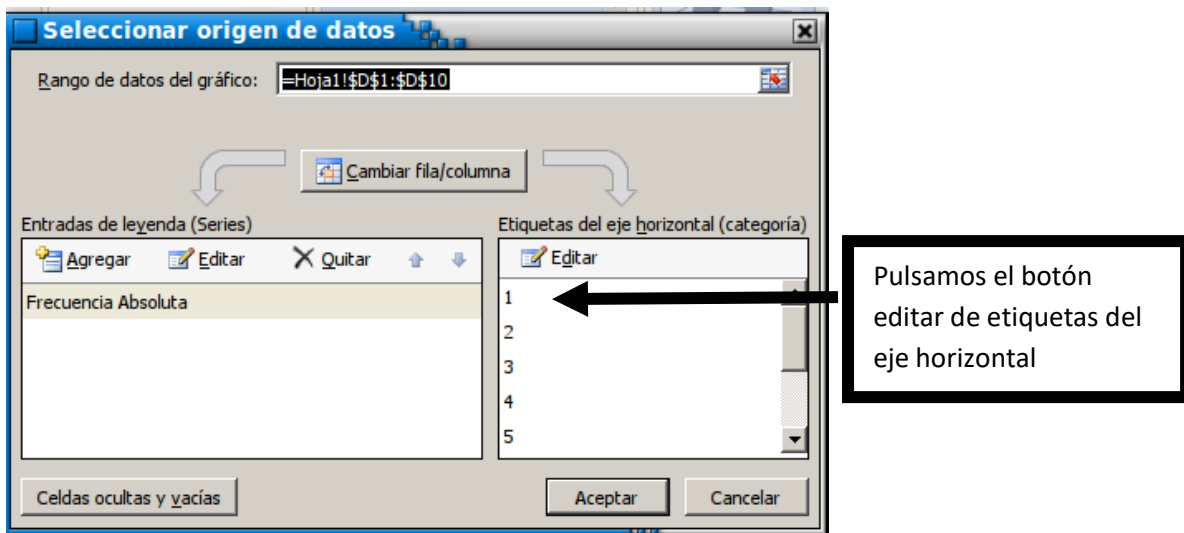 Seleccionar origen de datos
Rango de datos del gráfico: =Hoja1!$D$1:$D$10
Cambiar fila/columna
Entradas de leyenda (Series)
Agregar Editar Quitar
Frecuencia Absoluta
Etiquetas del eje horizontal (categoría)
Editar
1
2
3
4
5
Celdas ocultas y vacías
Aceptar Cancelar
Pulsamos el botón
editar de etiquetas del
eje horizontal